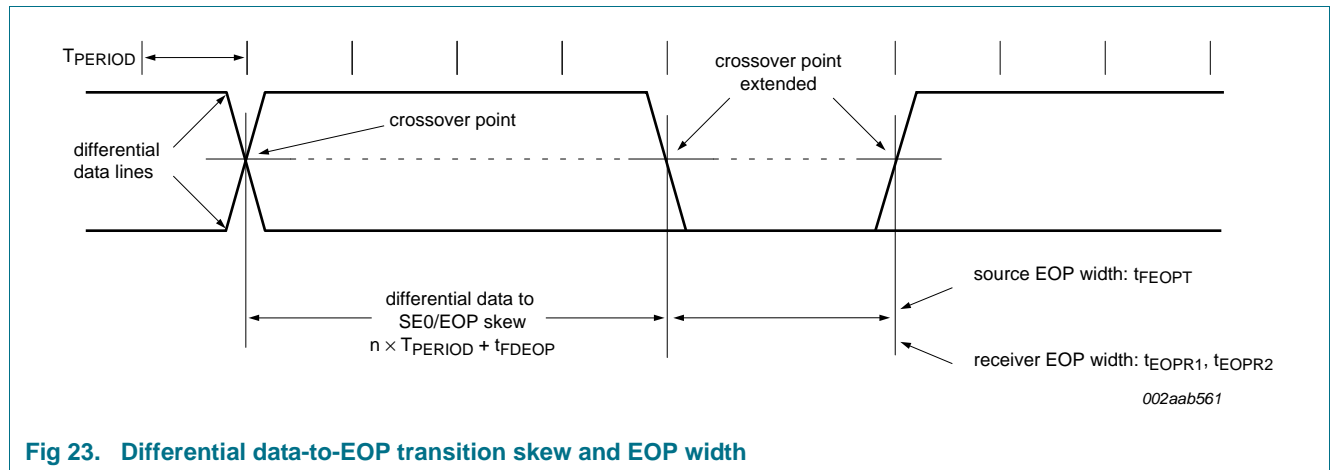 TPERIOD
crossover point
extended
crossover point
differential
data lines
source EOP width: tFEOPT
differential data to
SE0/EOP skew
n × TPERIOD + tFDEOP
receiver EOP width: tEOPR1, tEOPR2
002aab561
Fig 23. Differential data-to-EOP transition skew and EOP width